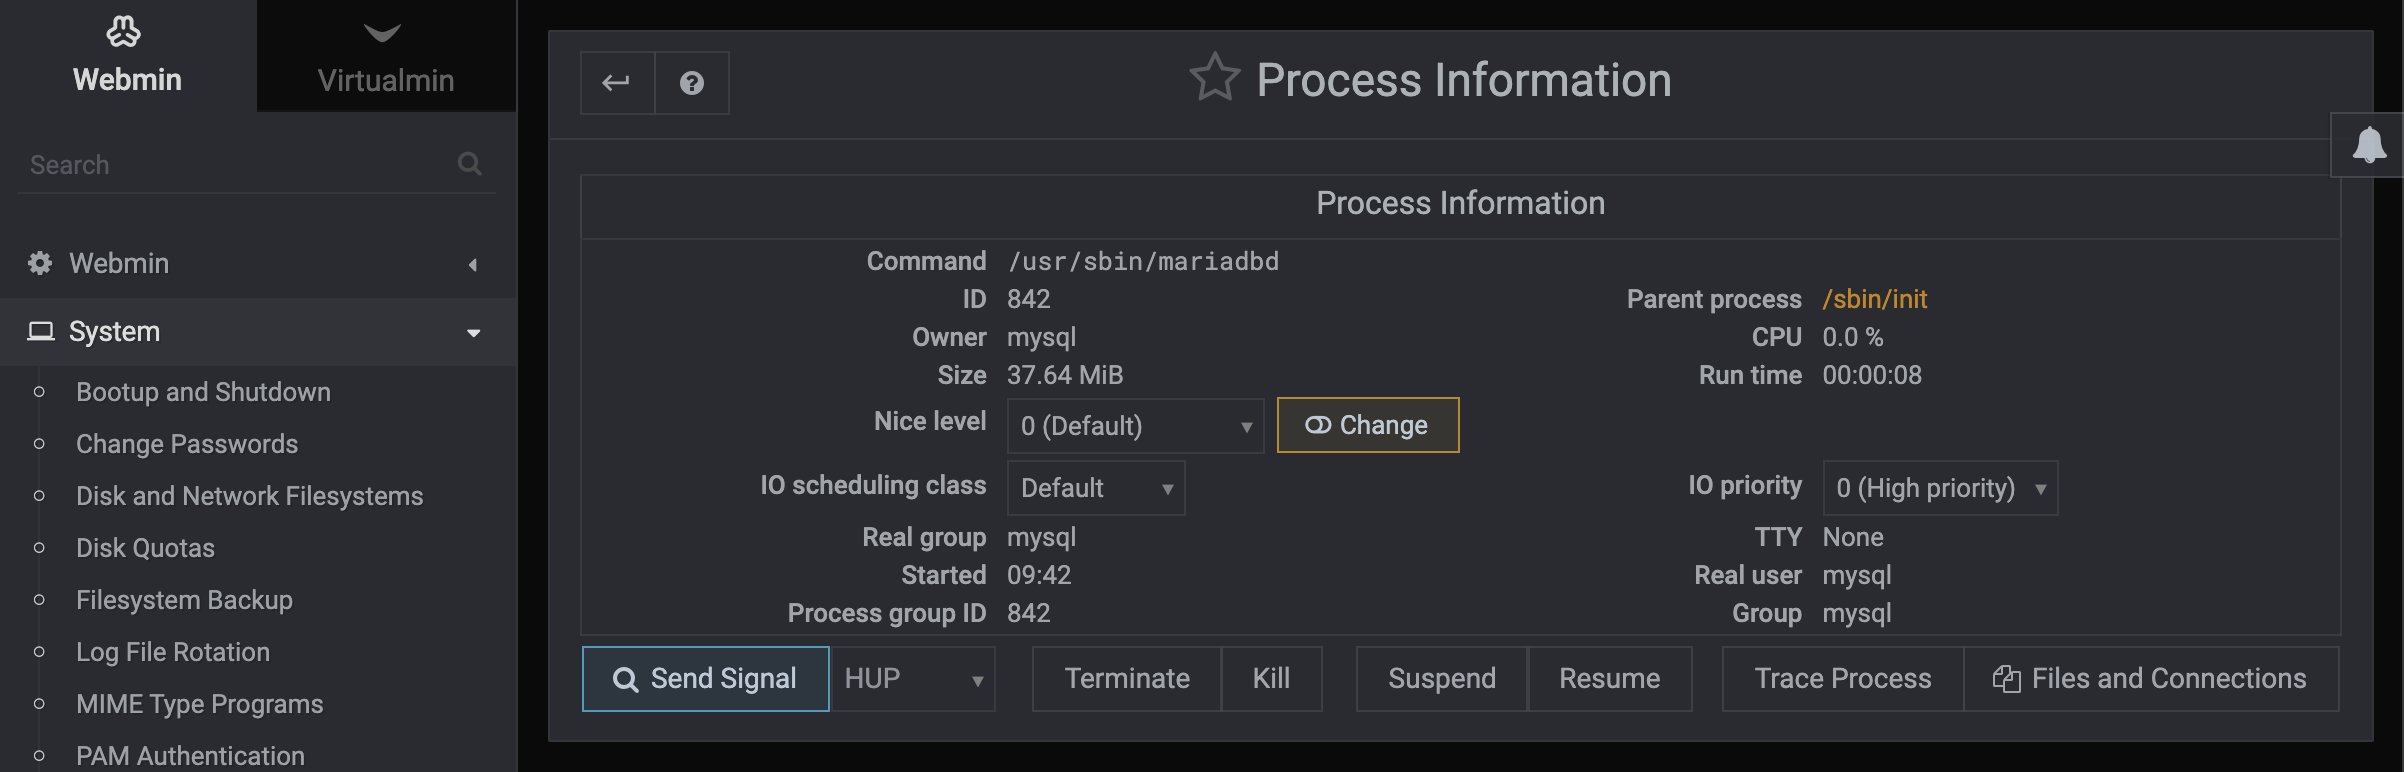 Webmin
Virtualmin
Search
Webmin
System
Bootup and Shutdown
Change Passwords
Disk and Network Filesystems
Disk Quotas
Filesystem Backup
Log File Rotation
MIME Type Programs
PAM Authentication
Process Information
Process Information
Command /usr/sbin/mariadbd
ID 842 Parent process /sbin/init
Owner mysql CPU 0.0 %
Size 37.64 MiB Run time 00:00:08
Nice level 0 (Default) Change
IO scheduling class Default IO priority 0 (High priority)
Real group mysql TTY None
Started 09:42 Real user mysql
Process group ID 842 Group mysql
Send Signal HUP Terminate Kill Suspend Resume Trace Process Files and Connections